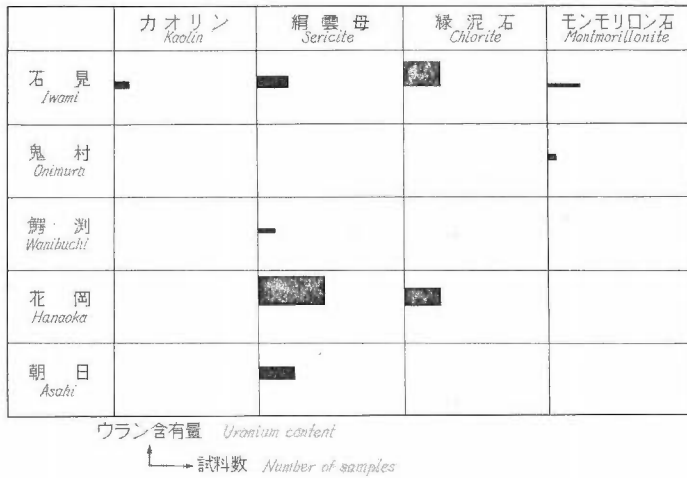 カオリン 絹雲母 緑泥石 モンモリロン石
Kaolin Sericite Chlorite Montmorillonite
石見
Iwami
鬼村
Onimura
鰐渕
Wanibuchi
花岡
Hanaoka
朝日
Asahi
ウラン含有量 Uranium content
試料数 Number of samples